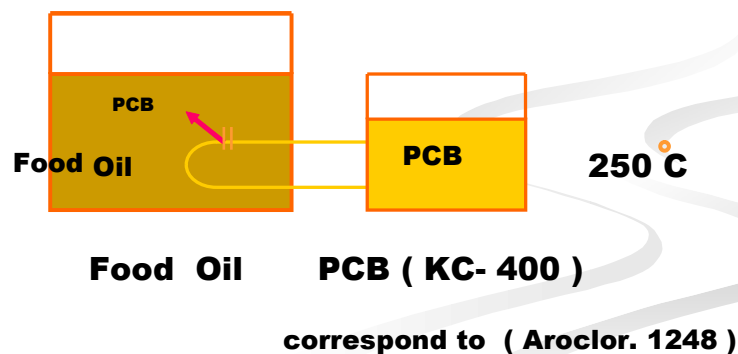 PCB
Food Oil
PCB
250 °C
Food Oil
PCB ( KC- 400 )
correspond to ( Aroclor. 1248 )